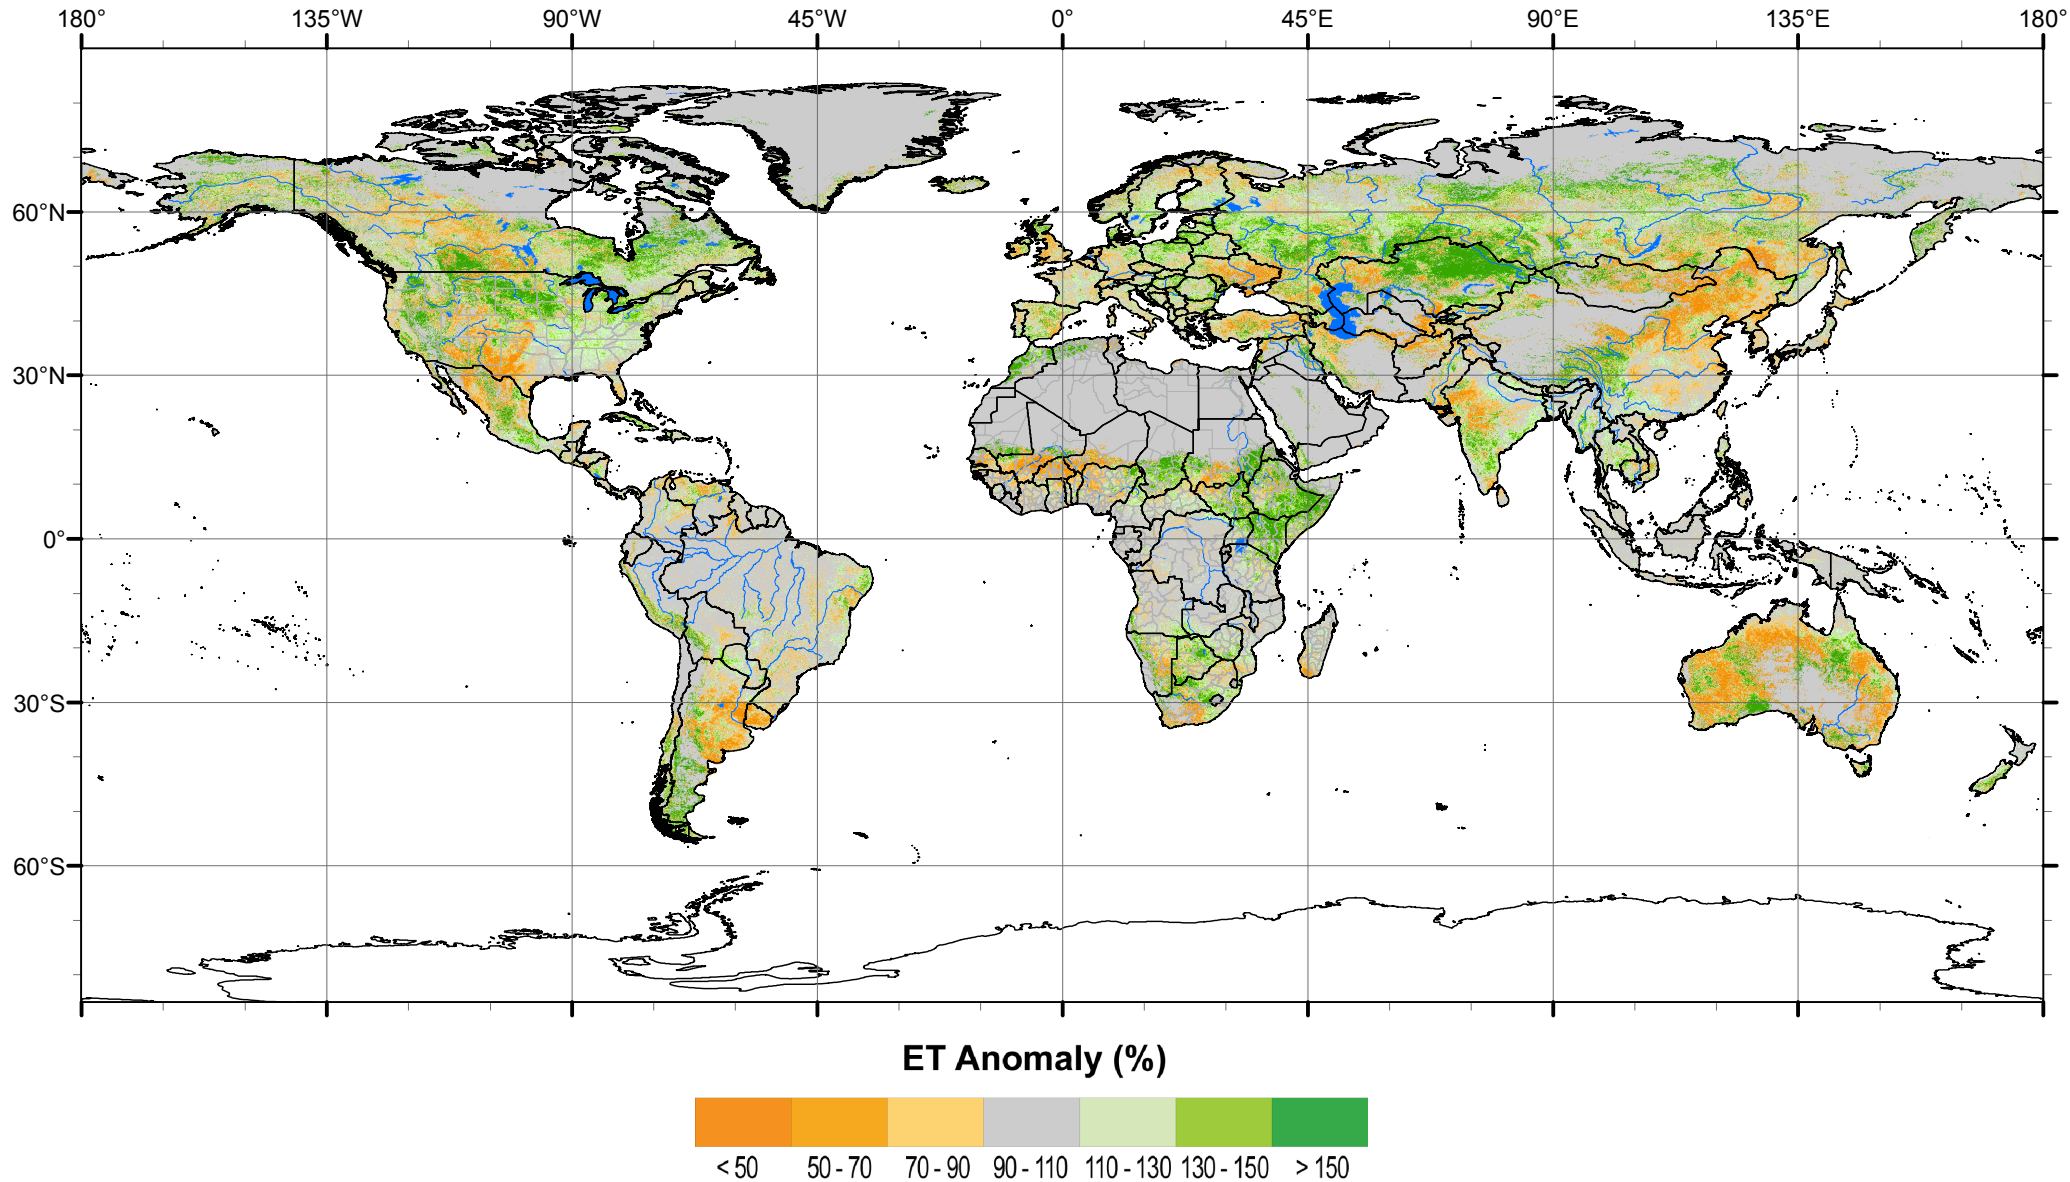 180° 135°W 90°W 45°W 0° 45°E 90°E 135°E 180°
60°N
30°N
0°
30°S
60°S
ET Anomaly (%)
< 50 50 - 70 70 - 90 90 - 110 110 - 130 130 - 150 > 150